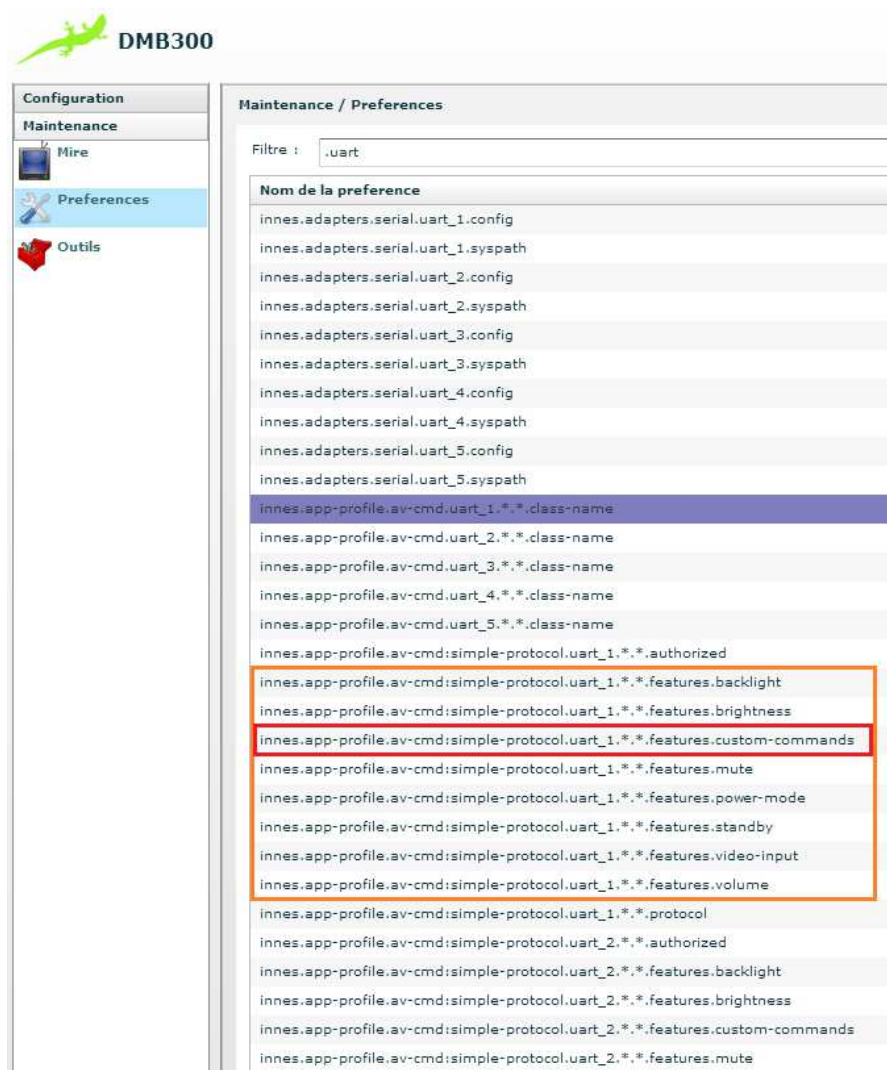 DMB300
Configuration
Maintenance
Mire
Preferences
Outils
Maintenance / Preferences
Filtre : .uart
Nom de la preference
innes.adapters.serial.uart_1.config
innes.adapters.serial.uart_1.syspath
innes.adapters.serial.uart_2.config
innes.adapters.serial.uart_2.syspath
innes.adapters.serial.uart_3.config
innes.adapters.serial.uart_3.syspath
innes.adapters.serial.uart_4.config
innes.adapters.serial.uart_4.syspath
innes.adapters.serial.uart_5.config
innes.adapters.serial.uart_5.syspath
innes.app-profile.av-cmd.uart_1.*.*.class-name
innes.app-profile.av-cmd.uart_2.*.*.class-name
innes.app-profile.av-cmd.uart_3.*.*.class-name
innes.app-profile.av-cmd.uart_4.*.*.class-name
innes.app-profile.av-cmd.uart_5.*.*.class-name
innes.app-profile.av-cmd:simple-protocol.uart_1.*.*.authorized
innes.app-profile.av-cmd:simple-protocol.uart_1.*.*.features.backlight
innes.app-profile.av-cmd:simple-protocol.uart_1.*.*.features.brightness
innes.app-profile.av-cmd:simple-protocol.uart_1.*.*.features.custom-commands
innes.app-profile.av-cmd:simple-protocol.uart_1.*.*.features.mute
innes.app-profile.av-cmd:simple-protocol.uart_1.*.*.features.power-mode
innes.app-profile.av-cmd:simple-protocol.uart_1.*.*.features.standby
innes.app-profile.av-cmd:simple-protocol.uart_1.*.*.features.video-input
innes.app-profile.av-cmd:simple-protocol.uart_1.*.*.features.volume
innes.app-profile.av-cmd:simple-protocol.uart_1.*.*.protocol
innes.app-profile.av-cmd:simple-protocol.uart_2.*.*.authorized
innes.app-profile.av-cmd:simple-protocol.uart_2.*.*.features.backlight
innes.app-profile.av-cmd:simple-protocol.uart_2.*.*.features.brightness
innes.app-profile.av-cmd:simple-protocol.uart_2.*.*.features.custom-commands
innes.app-profile.av-cmd:simple-protocol.uart_2.*.*.features.mute